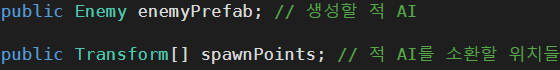 public Enemy enemyPrefab; // 생성할 적 AI
public Transform[] spawnPoints; // 적 AI를 소환할 위치들